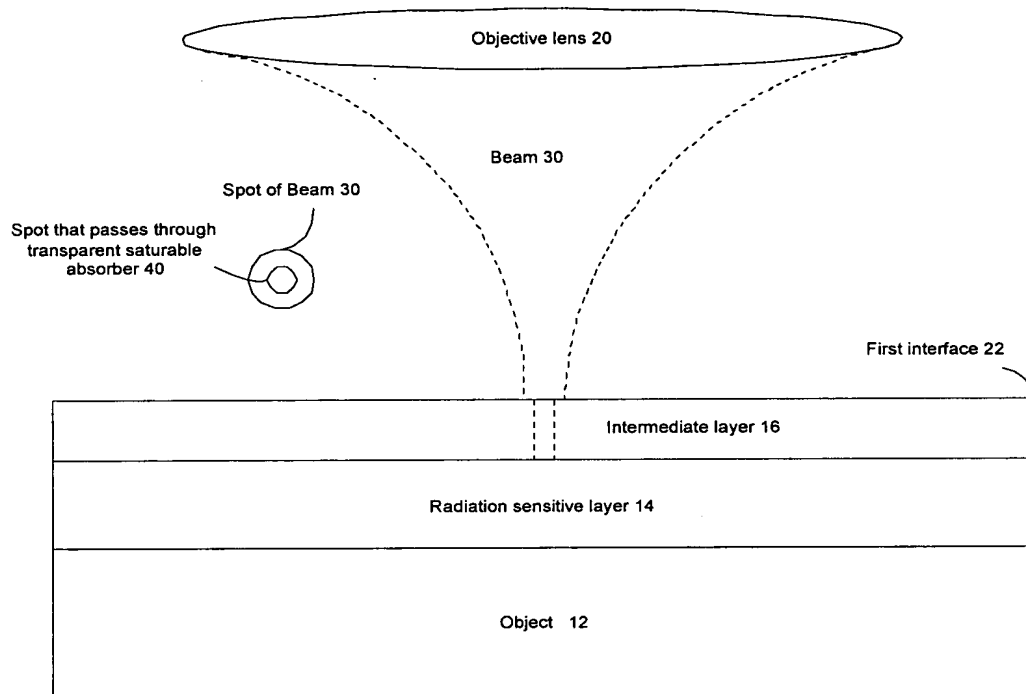 Objective lens 20
Beam 30
Spot of Beam 30
Spot that passes through
transparent saturable
absorber 40
First interface 22
Intermediate layer 16
Radiation sensitive layer 14
Object 12